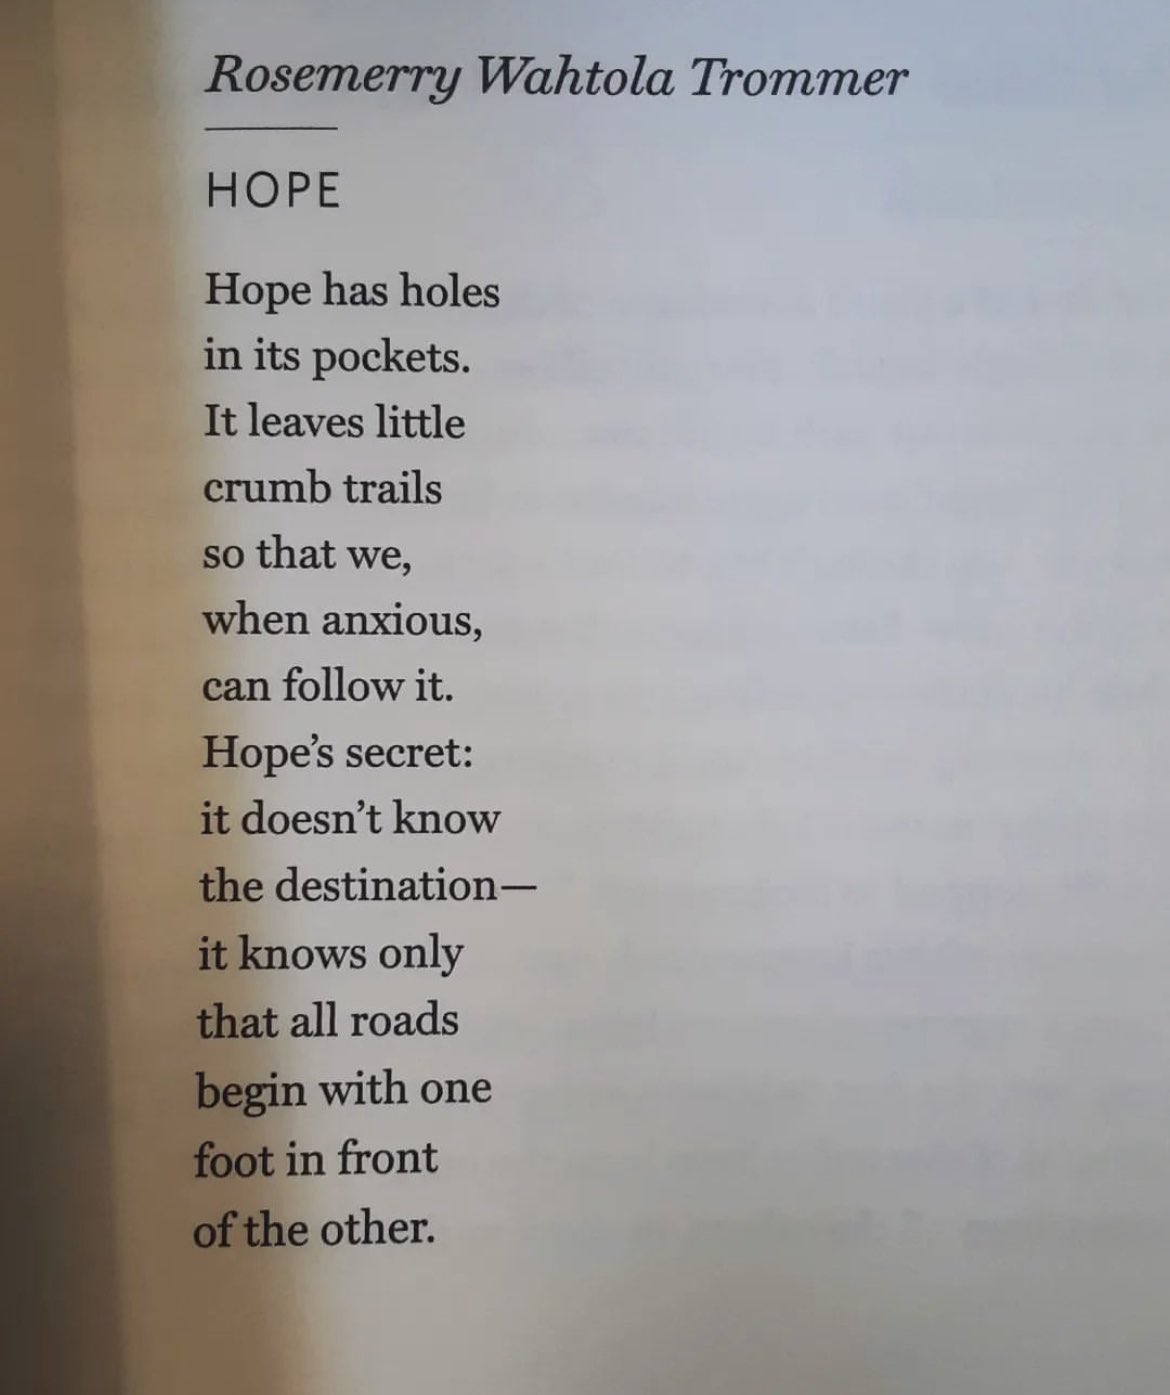 Rosemerry Wahtola Trommer
HOPE
Hope has holes
in its pockets.
It leaves little
crumb trails
so that we,
when anxious,
can follow it.
Hope’s secret:
it doesn’t know
the destination—
it knows only
that all roads
begin with one
foot in front
of the other.